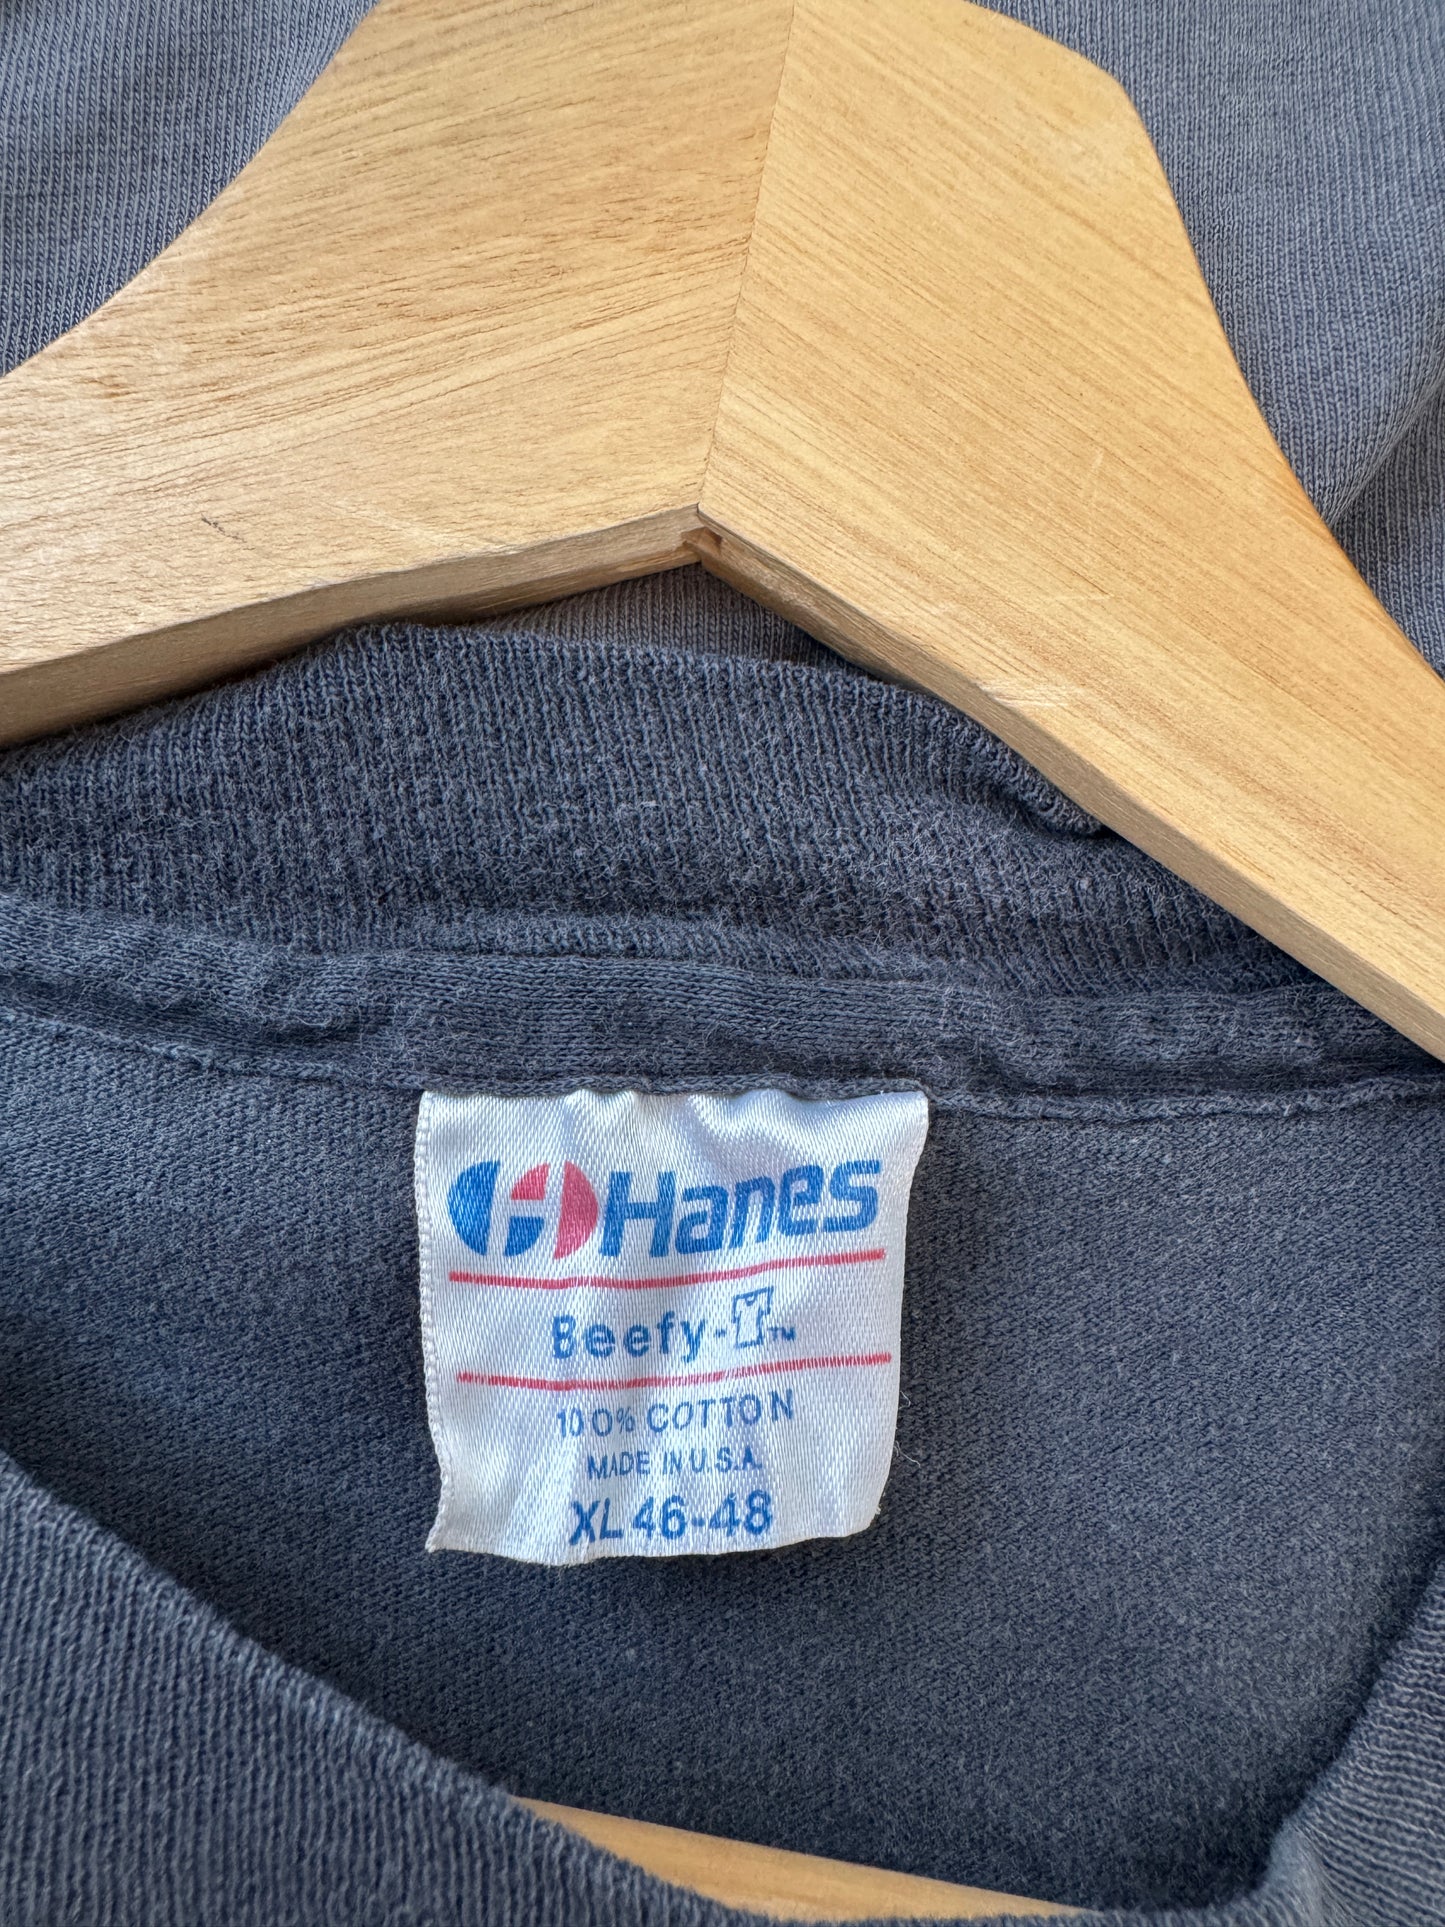 Hanes
Beefy-T™
100% COTTON
MADE IN U.S.A.
XL 46-48